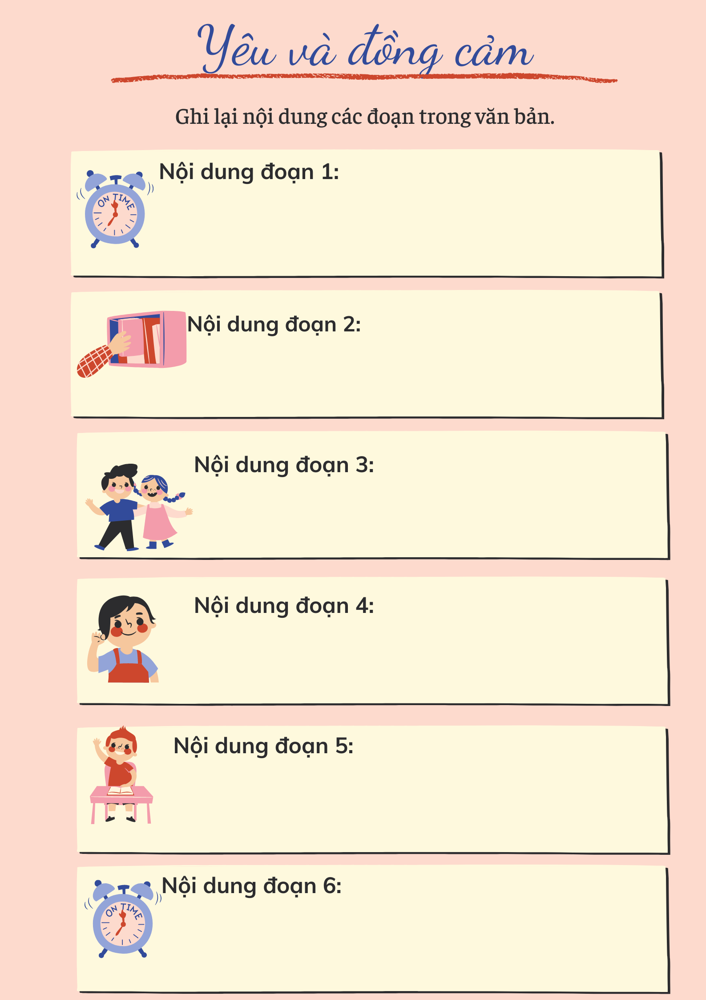 Yêu và đồng cảm
Ghi lại nội dung các đoạn trong văn bản.
Nội dung đoạn 1:
ON TIME
Nội dung đoạn 2:
Nội dung đoạn 3:
Nội dung đoạn 4:
Nội dung đoạn 5:
Nội dung đoạn 6:
ON TIME